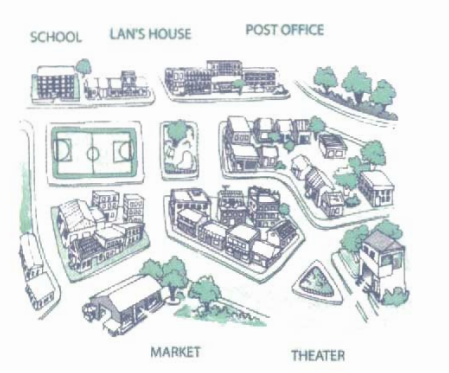 SCHOOL LAN'S HOUSE POST OFFICE
MARKET THEATER